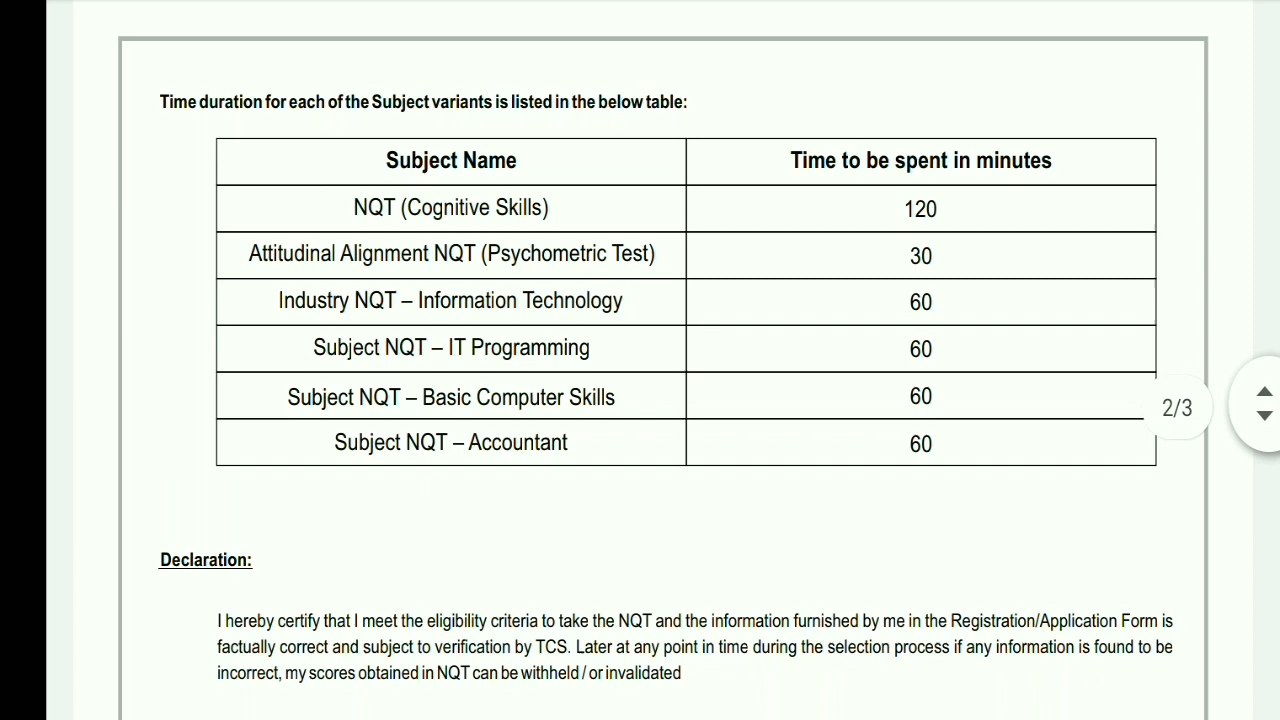 Time duration for each of the Subject variants is listed in the below table:
Subject Name Time to be spent in minutes
NQT (Cognitive Skills) 120
Attitudinal Alignment NQT (Psychometric Test) 30
Industry NQT – Information Technology 60
Subject NQT – IT Programming 60
Subject NQT – Basic Computer Skills 60
2/3
Subject NQT – Accountant 60
Declaration:
I hereby certify that I meet the eligibility criteria to take the NQT and the information furnished by me in the Registration/Application Form is
factually correct and subject to verification by TCS. Later at any point in time during the selection process if any information is found to be
incorrect, my scores obtained in NQT can be withheld / or invalidated